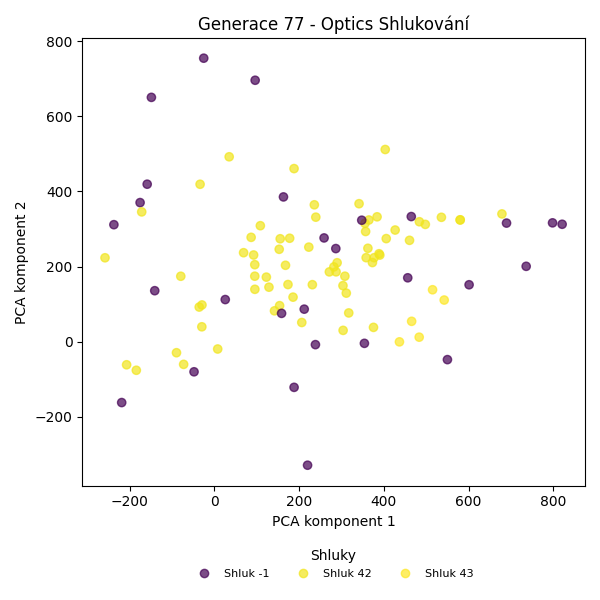 Generace 77 - Optics Shlukování
800
600
400
200
0
−200
PCA komponent 2
−200 0 200 400 600 800
PCA komponent 1
Shluky
Shluk -1 Shluk 42 Shluk 43